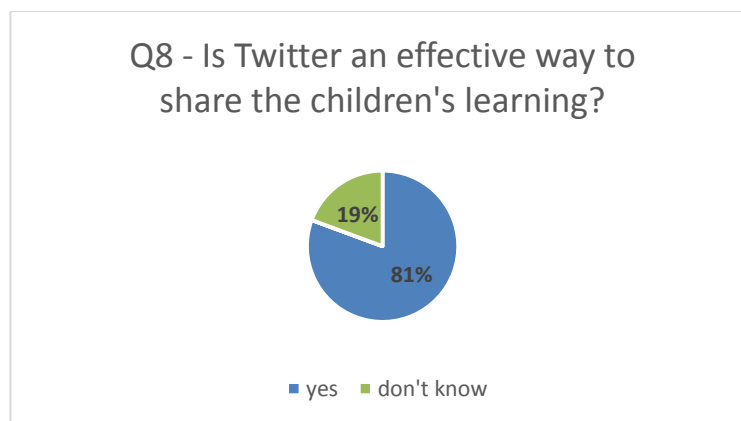 Q8 - Is Twitter an effective way to
share the children's learning?
19%
81%
yes don't know